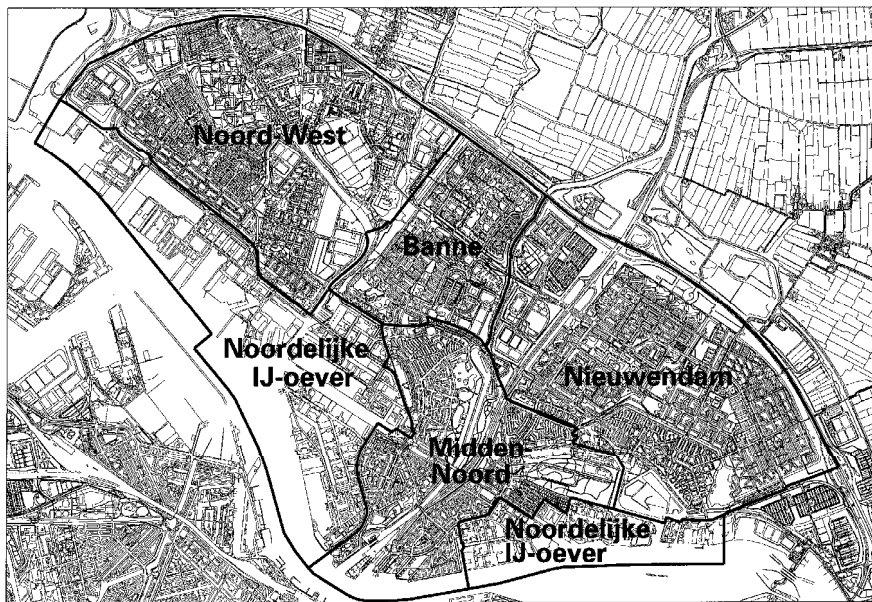 Noord-West
Banne
Noordelijke
IJ-oever
Nieuwendam
Midden-
Noord
Noordelijke
IJ-oever